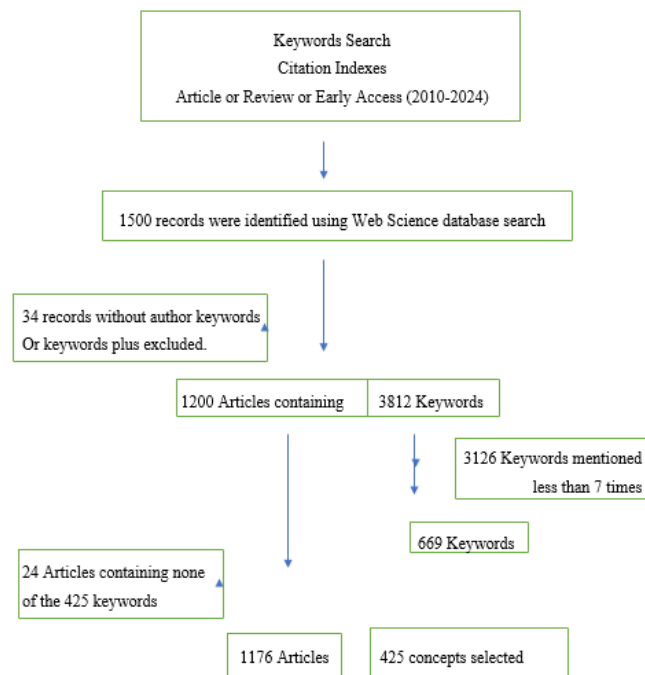 Keywords Search
Citation Indexes
Article or Review or Early Access (2010-2024)
1500 records were identified using Web Science database search
34 records without author keywords
Or keywords plus excluded.
1200 Articles containing
3812 Keywords
3126 Keywords mentioned
less than 7 times
669 Keywords
24 Articles containing none
of the 425 keywords
1176 Articles
425 concepts selected